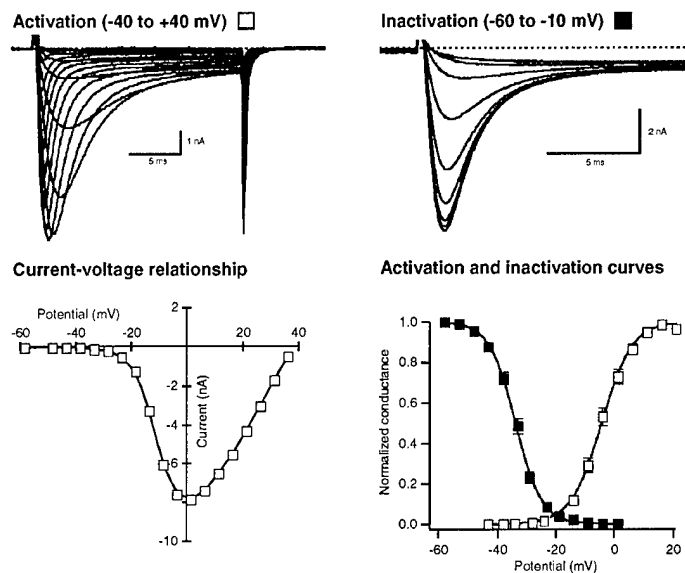 Activation (-40 to +40 mV)
Inactivation (-60 to -10 mV)
1 nA
5 ms
2 nA
5 ms
Current-voltage relationship
Activation and inactivation curves
Potential (mV)
-60
-40
-20
20
40
2
-2
-4
-6
-8
-10
Current (nA)
Normalized conductance
1.0
0.8
0.6
0.4
0.2
0.0
-60
-40
-20
0
20
Potential (mV)